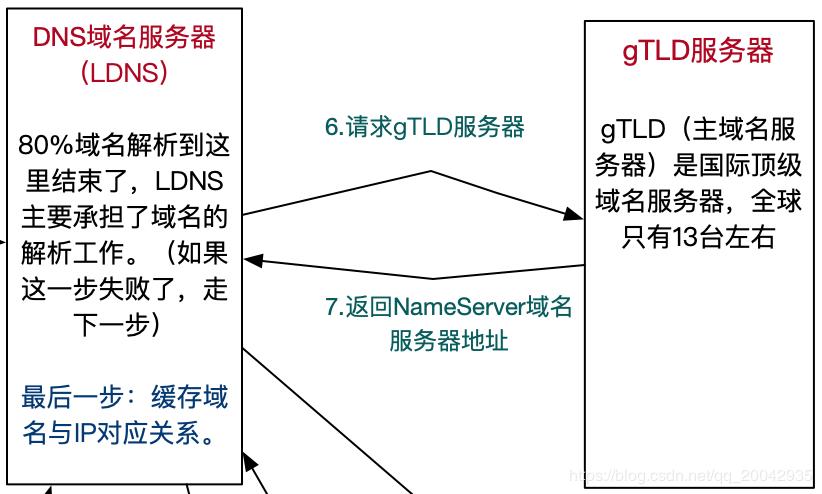 DNS域名服务器
（LDNS）
80%域名解析到这
里结束了，LDNS
主要承担了域名的
解析工作。（如果
这一步失败了，走
下一步）
最后一步：缓存域
名与IP对应关系。
6.请求gTLD服务器
7.返回NameServer域名
服务器地址
gTLD服务器
gTLD（主域名服
务器）是国际顶级
域名服务器，全球
只有13台左右
https://blog.csdn.net/qq_20042935